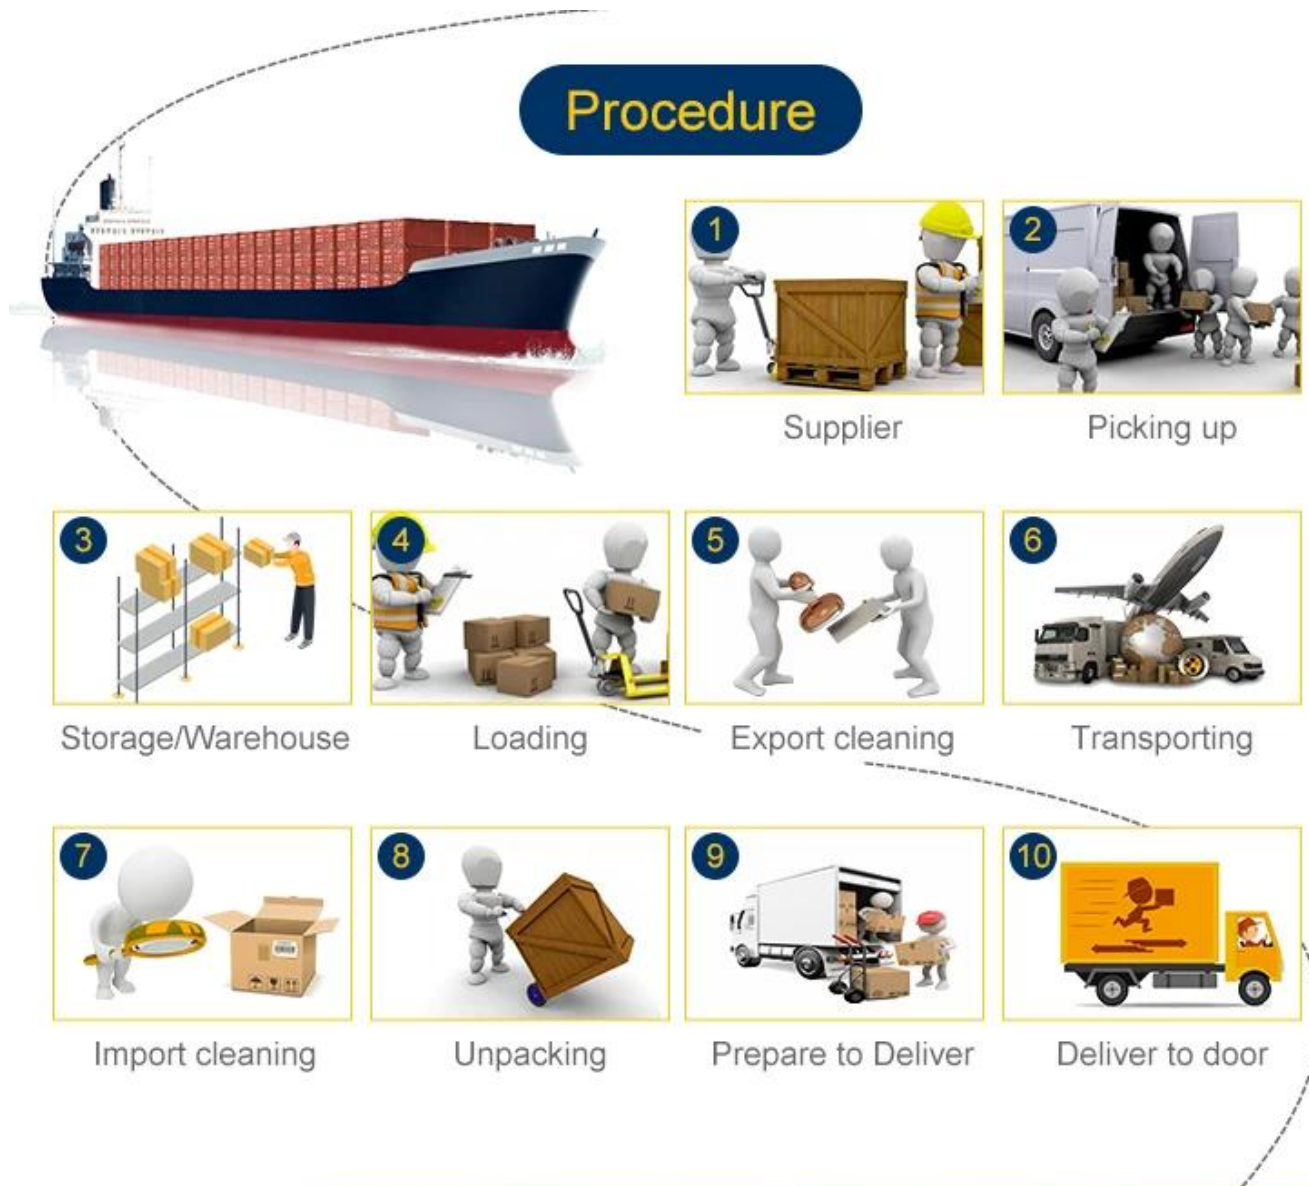 Procedure
1
2
Supplier
Picking up
3
4
5
6
Storage/Warehouse
Loading
Export cleaning
Transporting
7
8
9
10
Import cleaning
Unpacking
Prepare to Deliver
Deliver to door